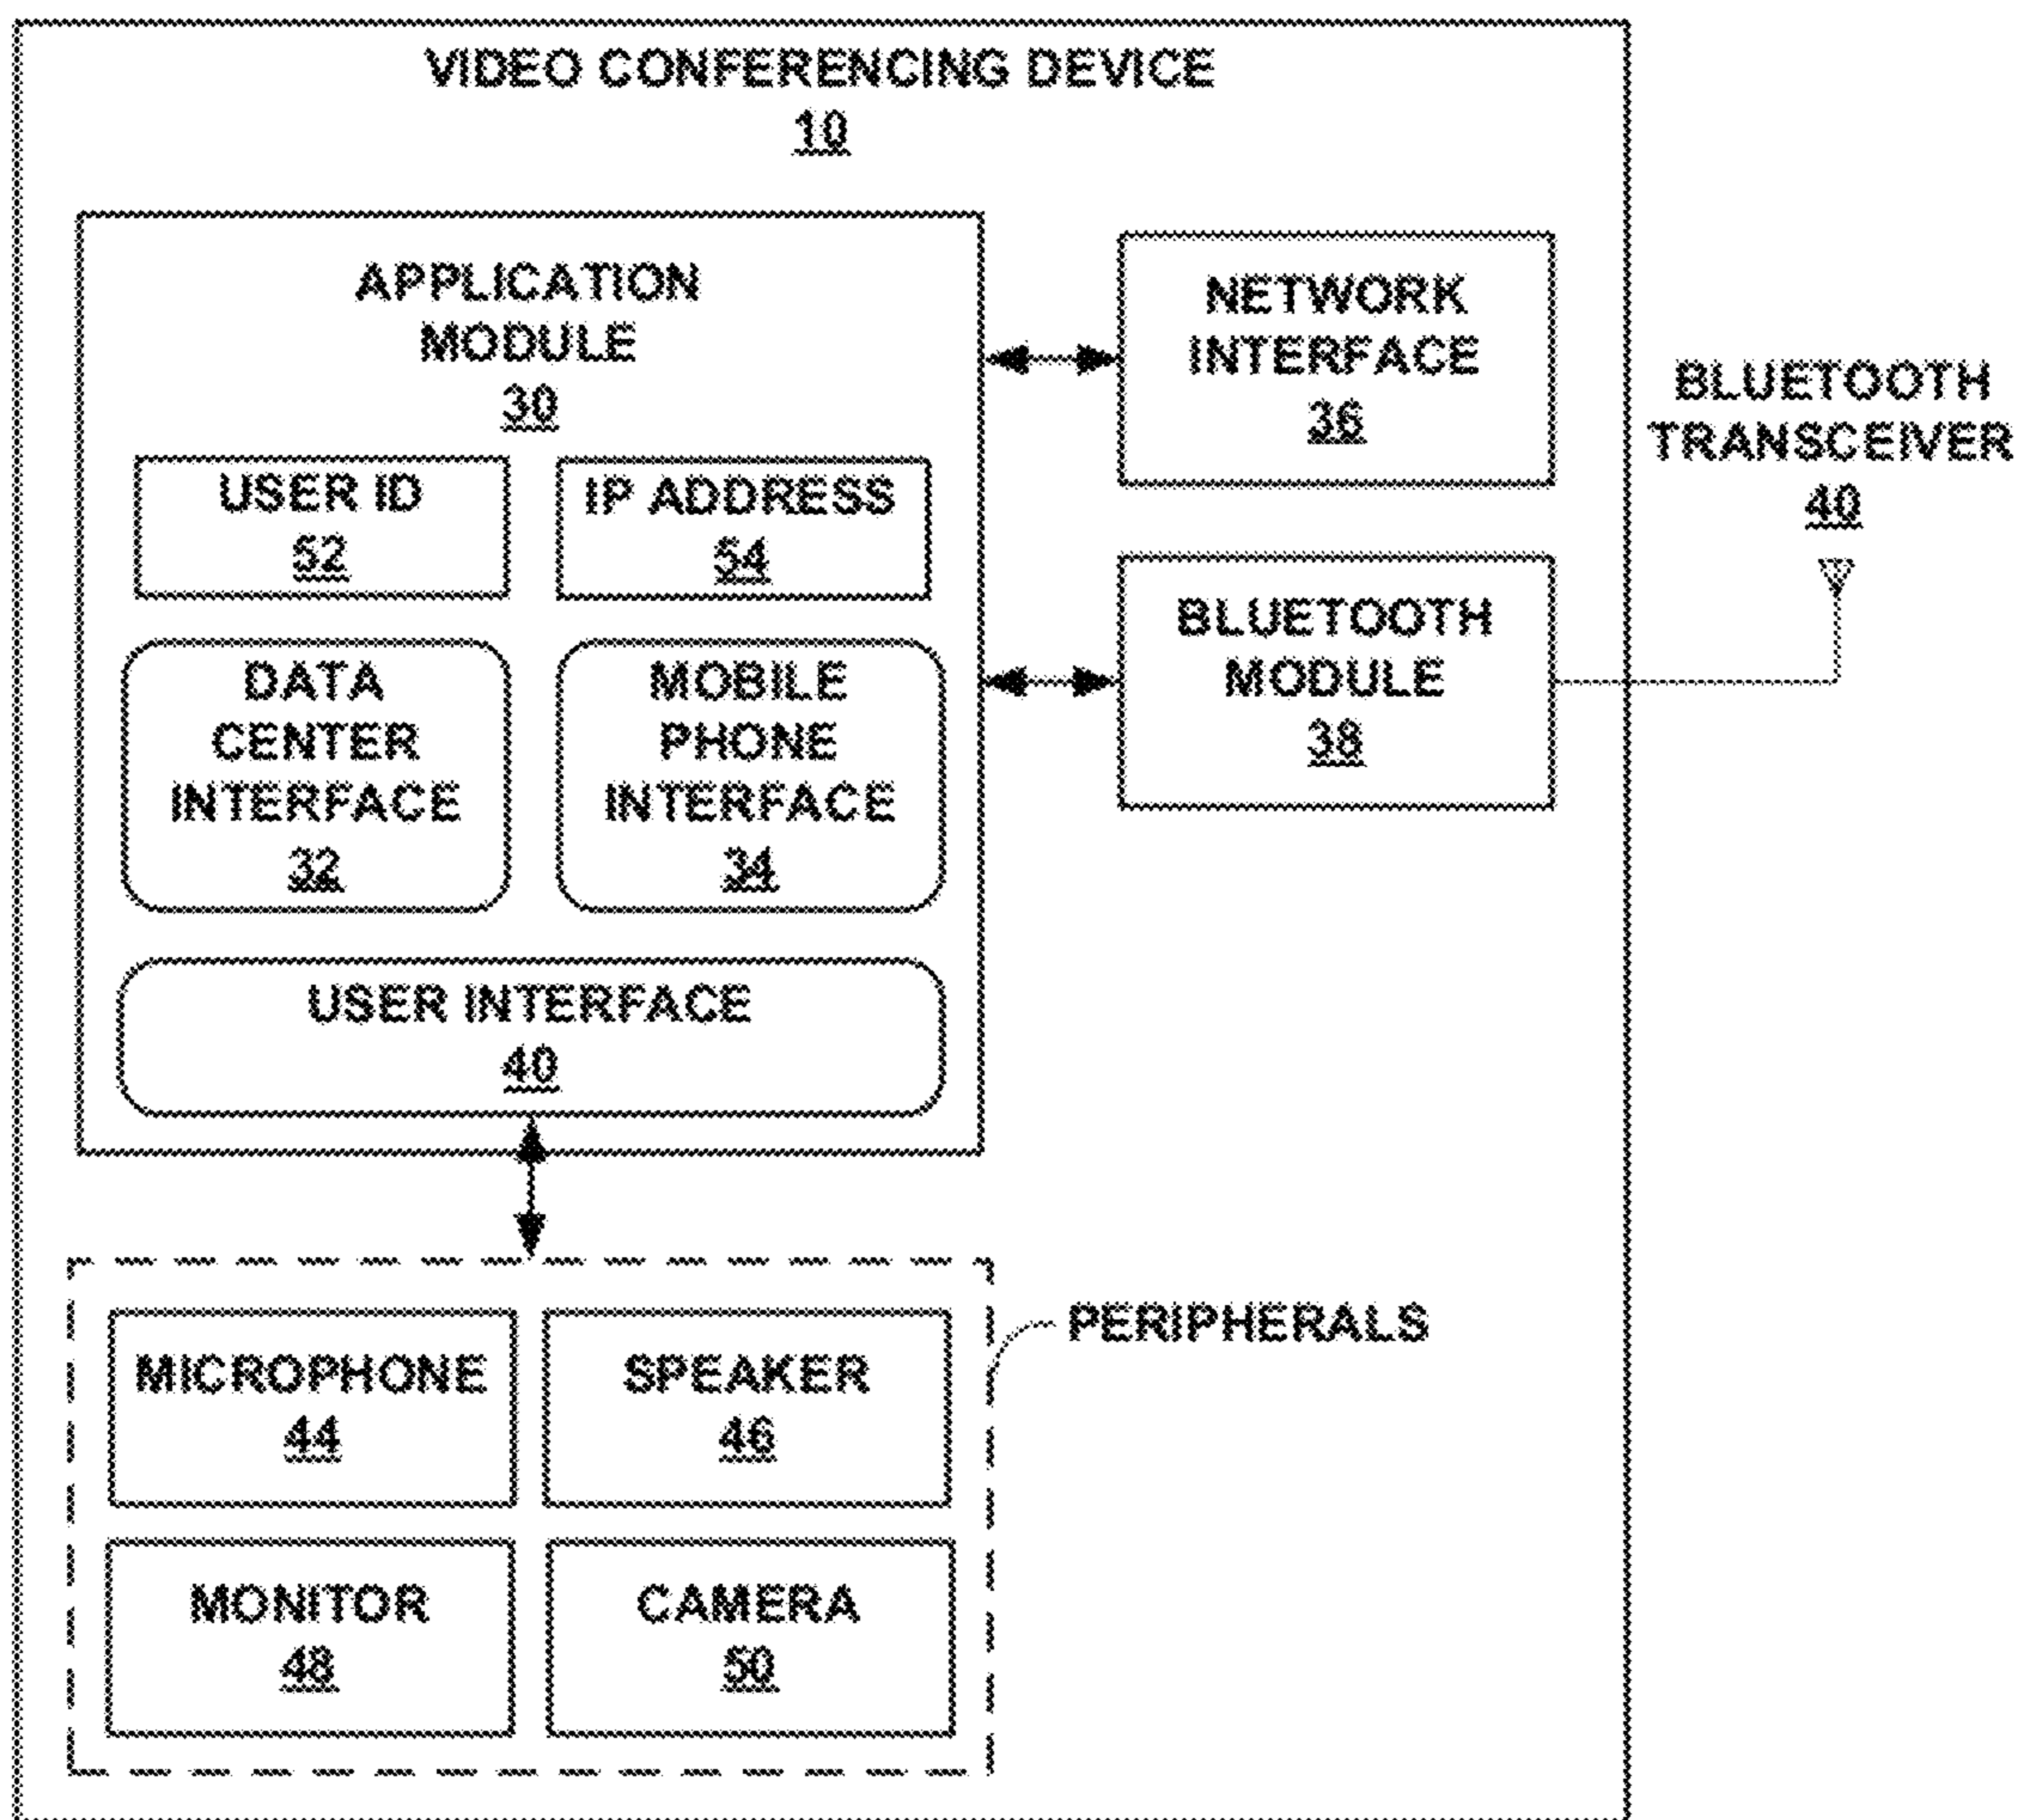 VIDEO CONFERENCING DEVICE
10
APPLICATION
MODULE
30
USER ID
52
IP ADDRESS
54
DATA
CENTER
INTERFACE
32
MOBILE
PHONE
INTERFACE
34
USER INTERFACE
40
NETWORK
INTERFACE
36
BLUETOOTH
MODULE
38
BLUETOOTH
TRANSCEIVER
40
PERIPHERALS
MICROPHONE
44
SPEAKER
46
MONITOR
48
CAMERA
50